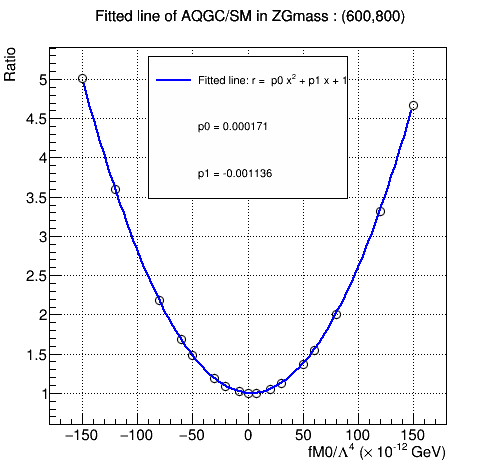 Fitted line of AQGC/SM in ZGmass : (600,800)
Ratio
Fitted line: r = p0 x² + p1 x + 1
p0 = 0.000171
p1 = -0.001136
5
4.5
4
3.5
3
2.5
2
1.5
1
−150 −100 −50 0 50 100 150
fM0/Λ⁴ (× 10⁻¹² GeV)